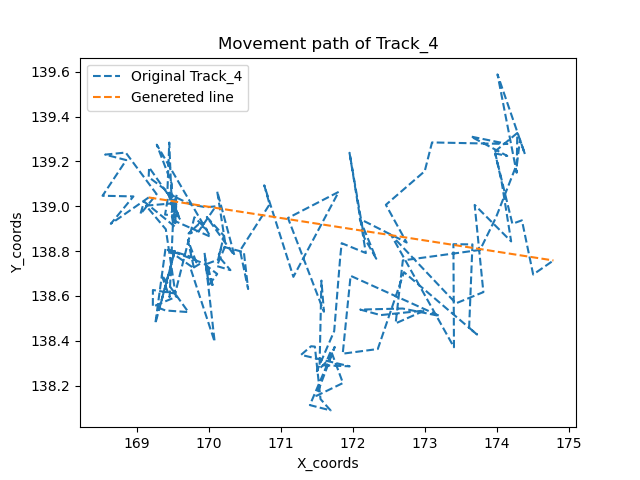 Movement path of Track_4
Original Track_4
Genereted line
139.6
139.4
139.2
139.0
138.8
138.6
138.4
138.2
Y_coords
169 170 171 172 173 174 175
X_coords